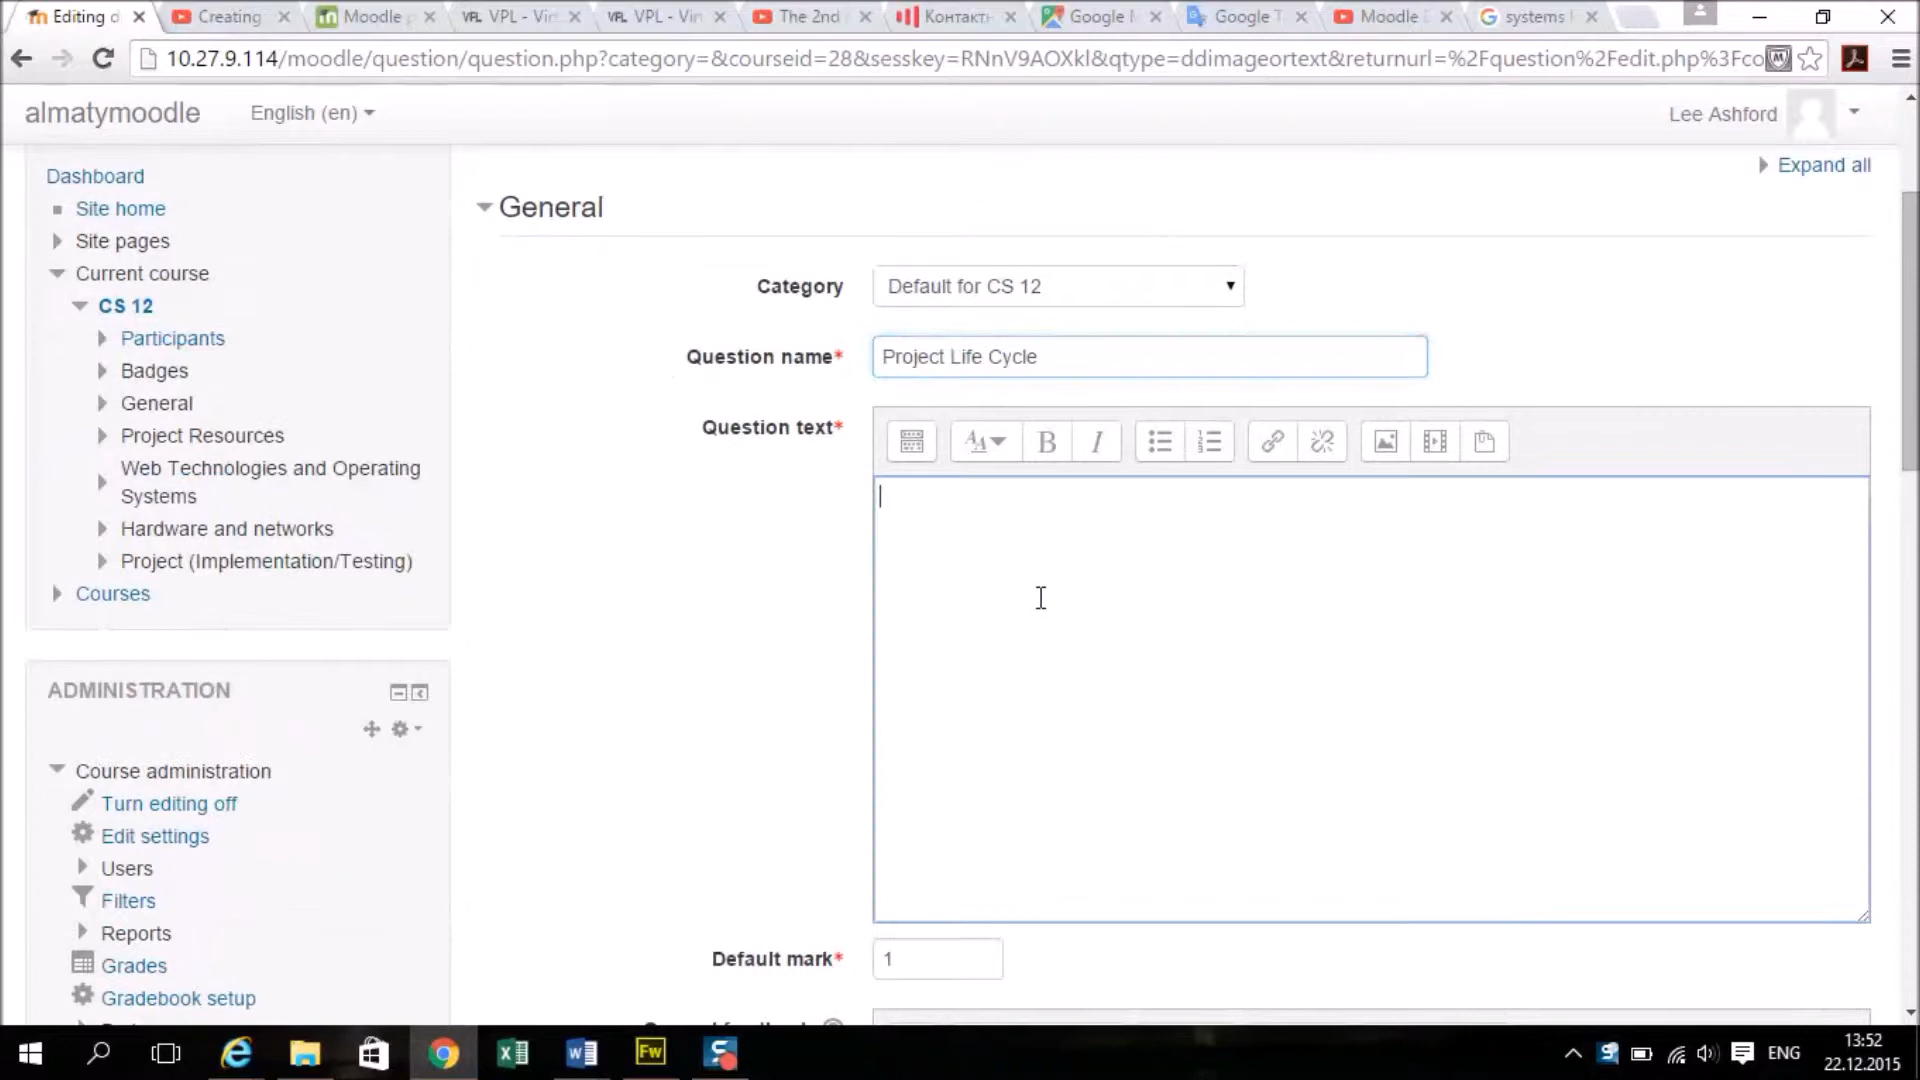 Editing d
Creating
Moodle
VPL - Vir
VPL - Vir
The 2nd
Контакт
Google
Google T
Moodle
systems
10.27.9.114/moodle/question/question.php?category=&courseid=28&sesskey=RNnV9AOXkl&qtype=ddimageortext&returnurl=%2Fquestion%2Fedit.php%3Fco
almatymoodle
English (en)
Lee Ashford
Expand all
Dashboard
Site home
Site pages
Current course
CS 12
Participants
Badges
General
Project Resources
Web Technologies and Operating
Systems
Hardware and networks
Project (Implementation/Testing)
Courses
ADMINISTRATION
Course administration
Turn editing off
Edit settings
Users
Filters
Reports
Grades
Gradebook setup
General
Category
Default for CS 12
Question name*
Project Life Cycle
Question text*
B
I
Default mark*
1
Fw
ENG
13:52
22.12.2015